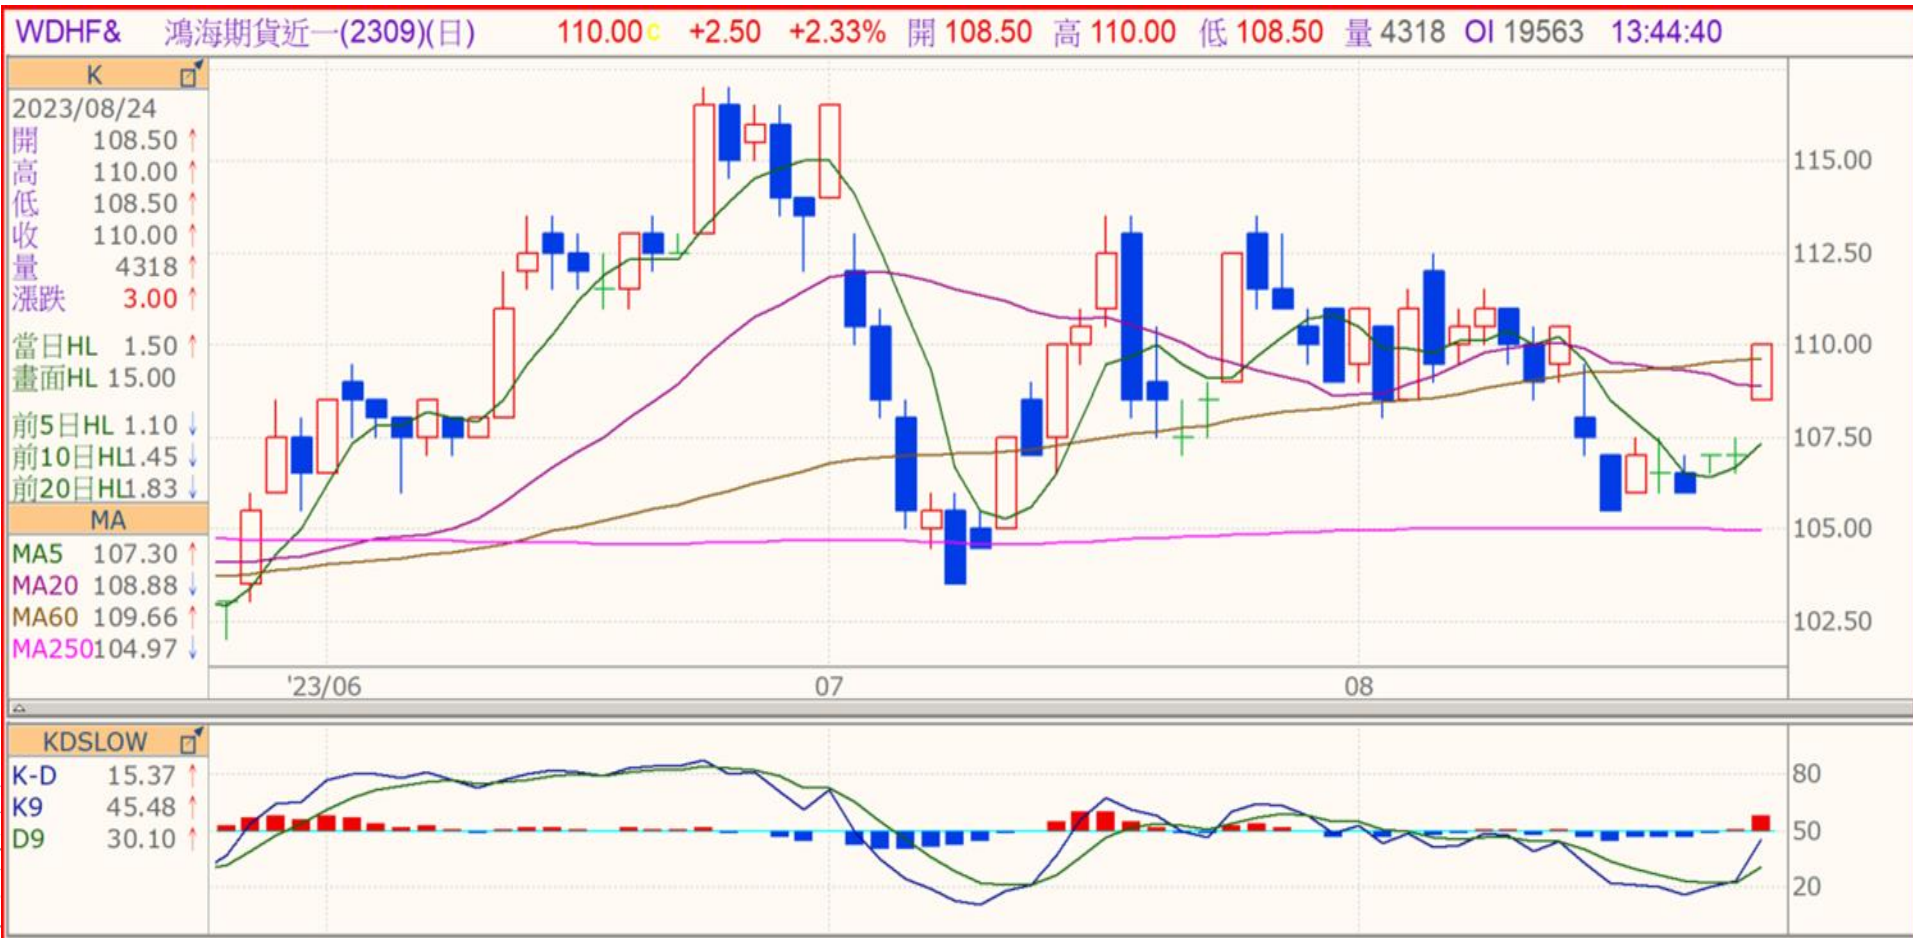 WDHF& 鴻海期貨近一(2309)(日) 110.00c +2.50 +2.33% 開 108.50 高 110.00 低 108.50 量 4318 OI 19563 13:44:40
K
2023/08/24
開 108.50 ↑
高 110.00 ↑
低 108.50 ↑
收 110.00 ↑
量 4318 ↑
漲跌 3.00 ↑
當日HL 1.50 ↑
畫面HL 15.00
前5日HL 1.10 ↓
前10日HL1.45 ↓
前20日HL1.83 ↓
MA
MA5 107.30 ↑
MA20 108.88 ↓
MA60 109.66 ↑
MA250104.97 ↓
115.00
112.50
110.00
107.50
105.00
102.50
'23/06 07 08
KDSLOW
K-D 15.37 ↑
K9 45.48 ↑
D9 30.10 ↑
80
50
20